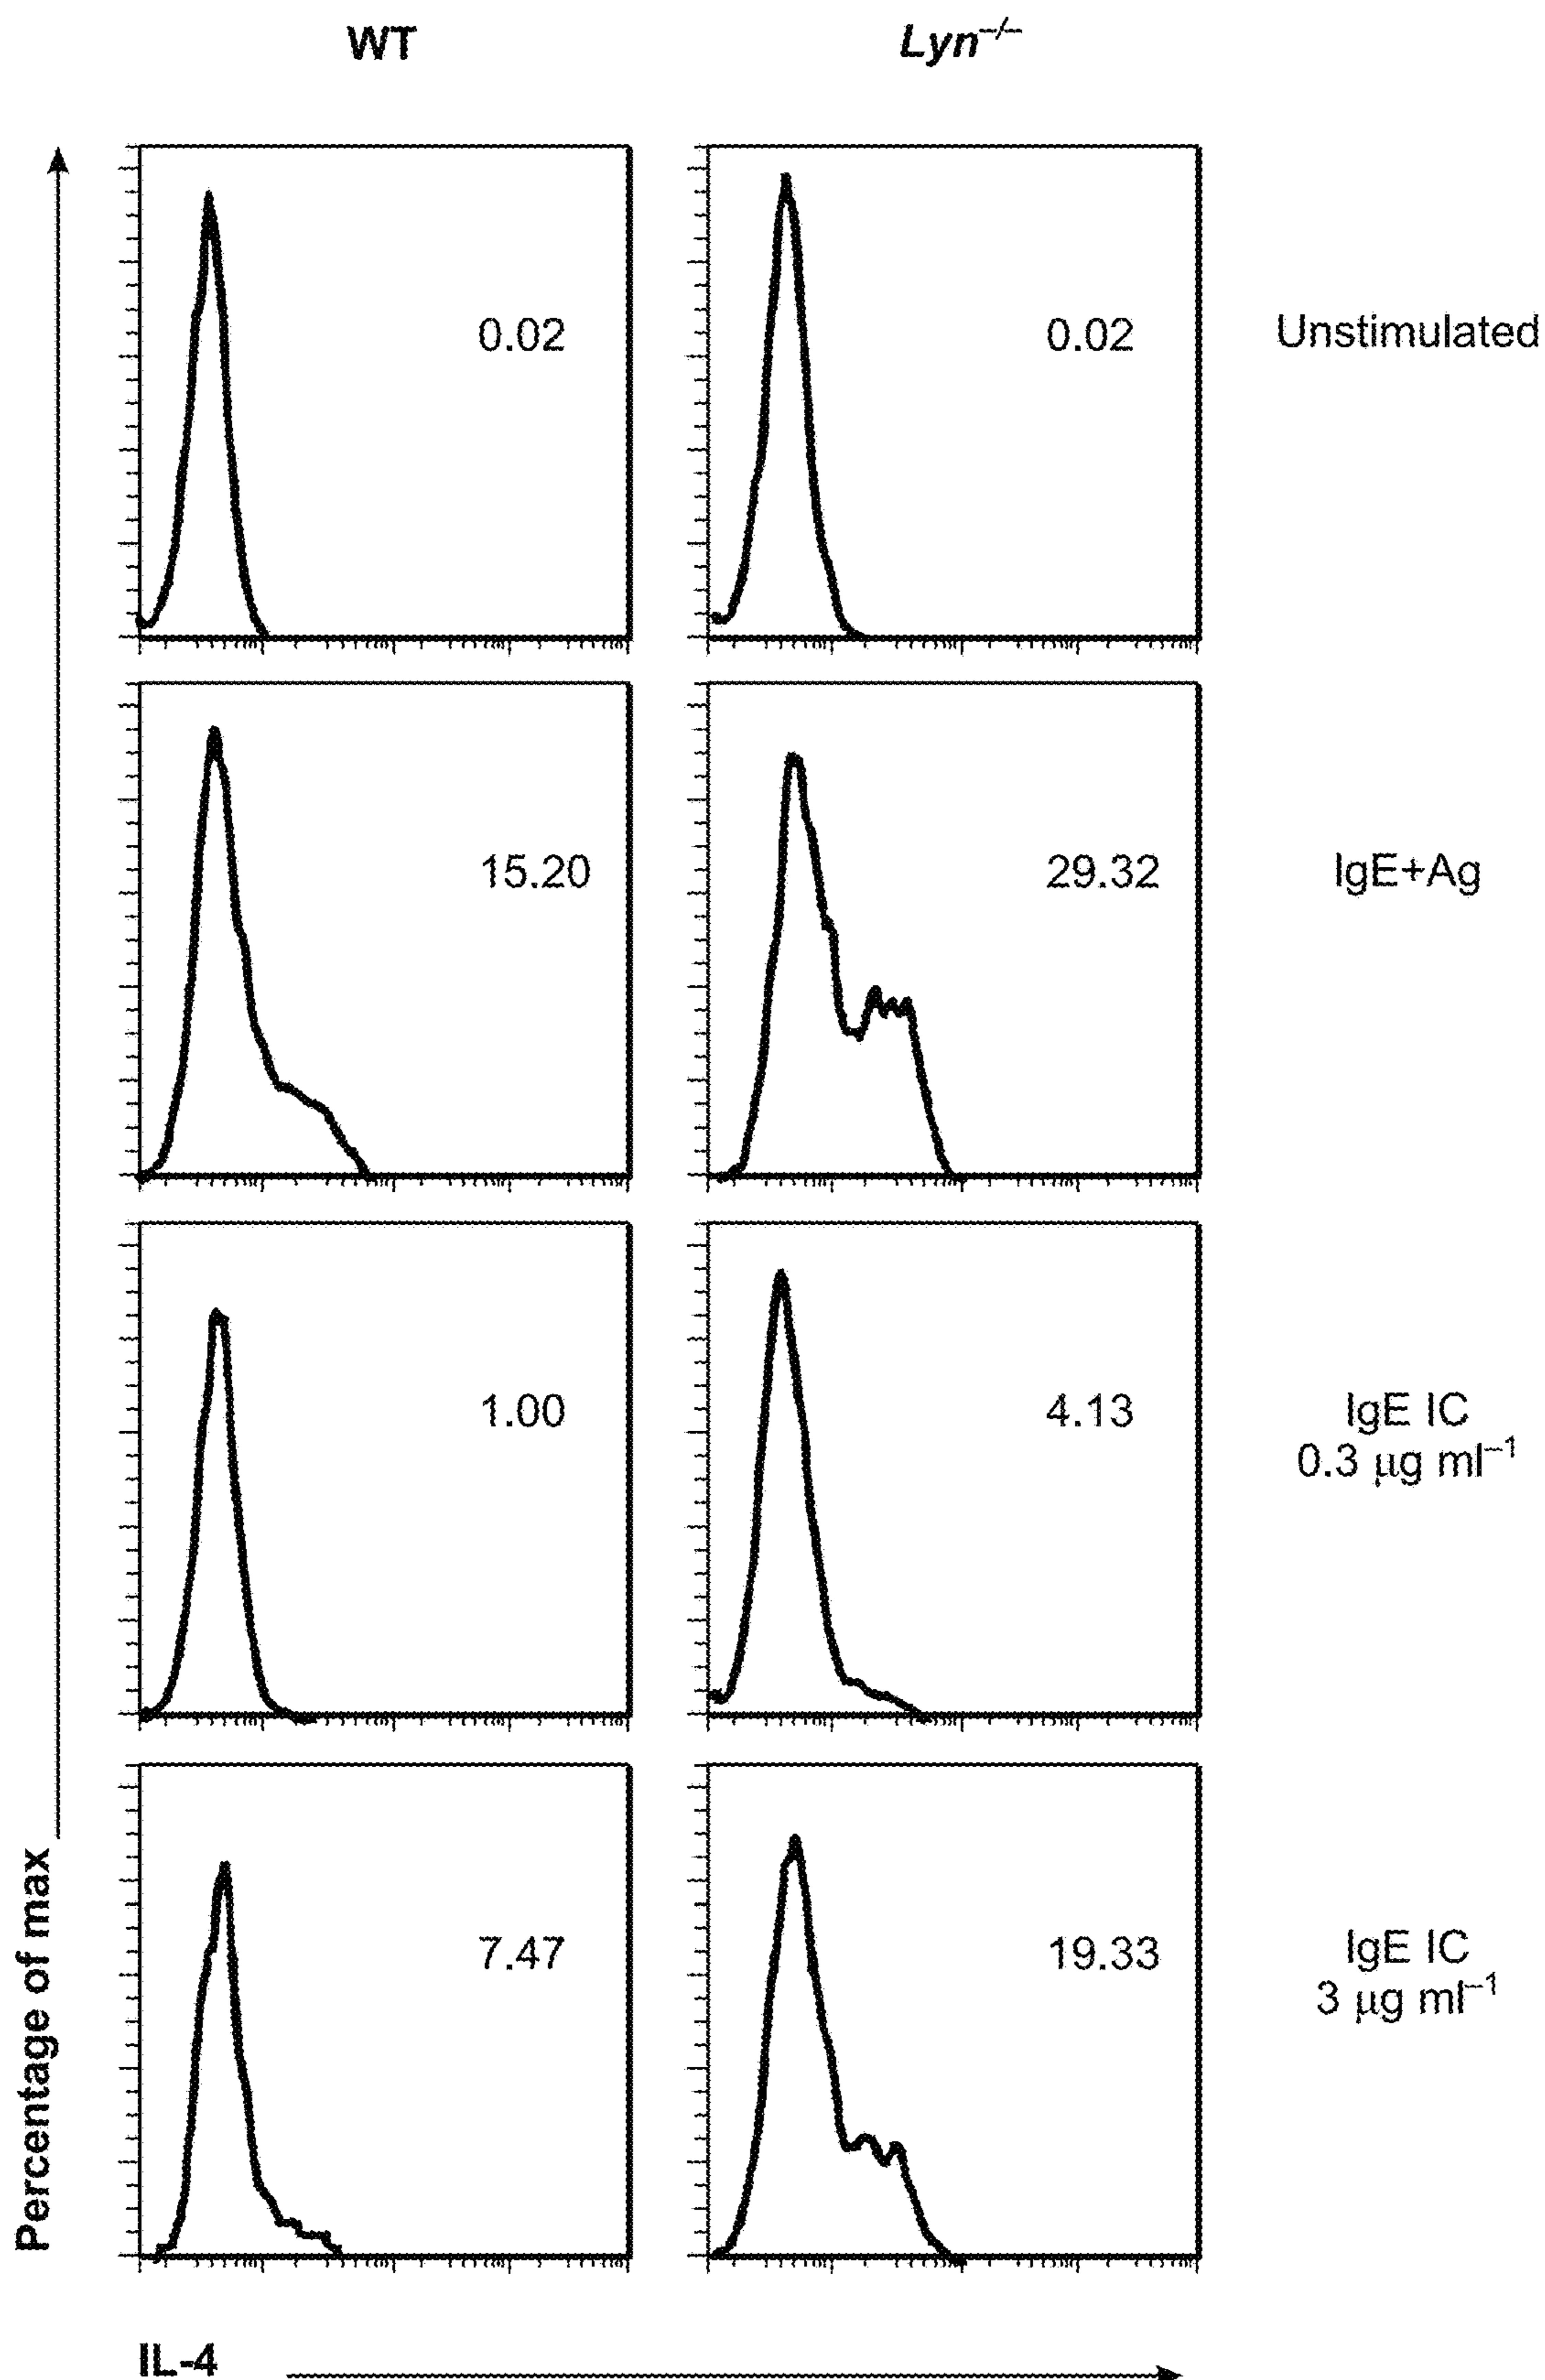 WT
Lyn–/–
0.02
0.02
Unstimulated
15.20
29.32
IgE+Ag
1.00
4.13
IgE IC
0.3 µg ml–1
7.47
19.33
IgE IC
3 µg ml–1
Percentage of max
IL-4